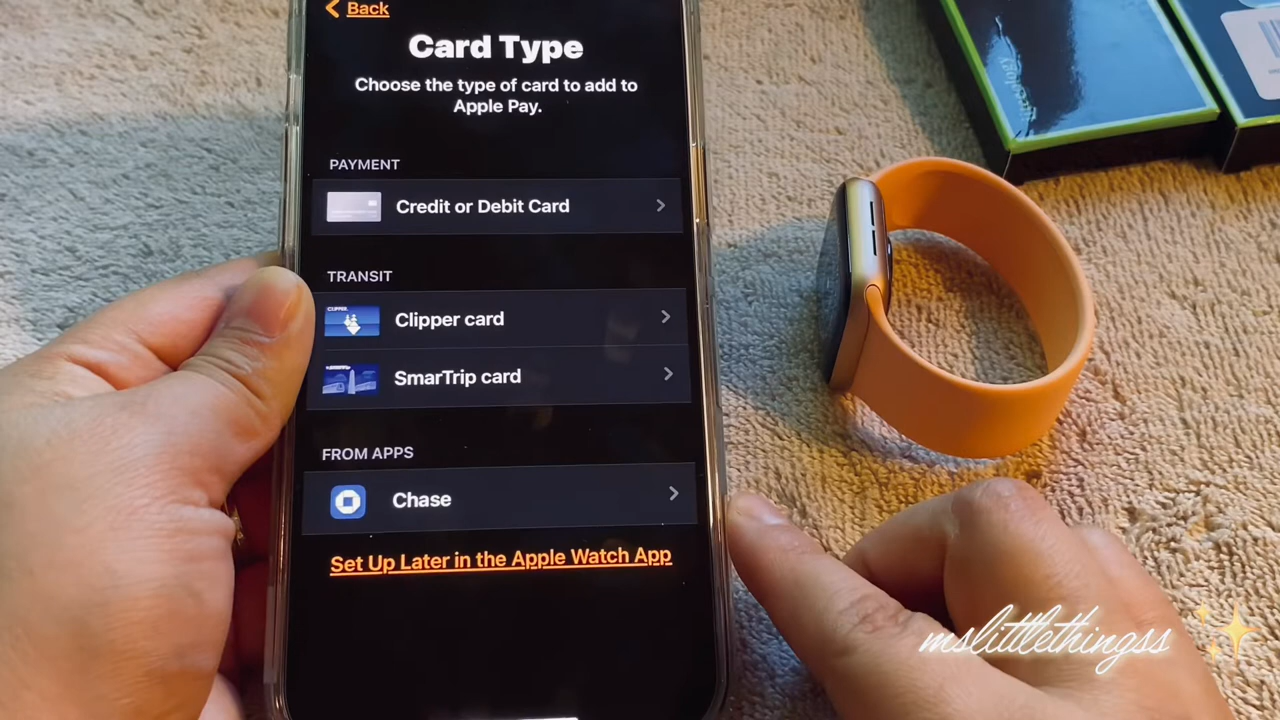 Back
Card Type
Choose the type of card to add to
Apple Pay.
PAYMENT
Credit or Debit Card
TRANSIT
CLIPPER
Clipper card
SmarTrip card
FROM APPS
Chase
Set Up Later in the Apple Watch App
mslittlethingss